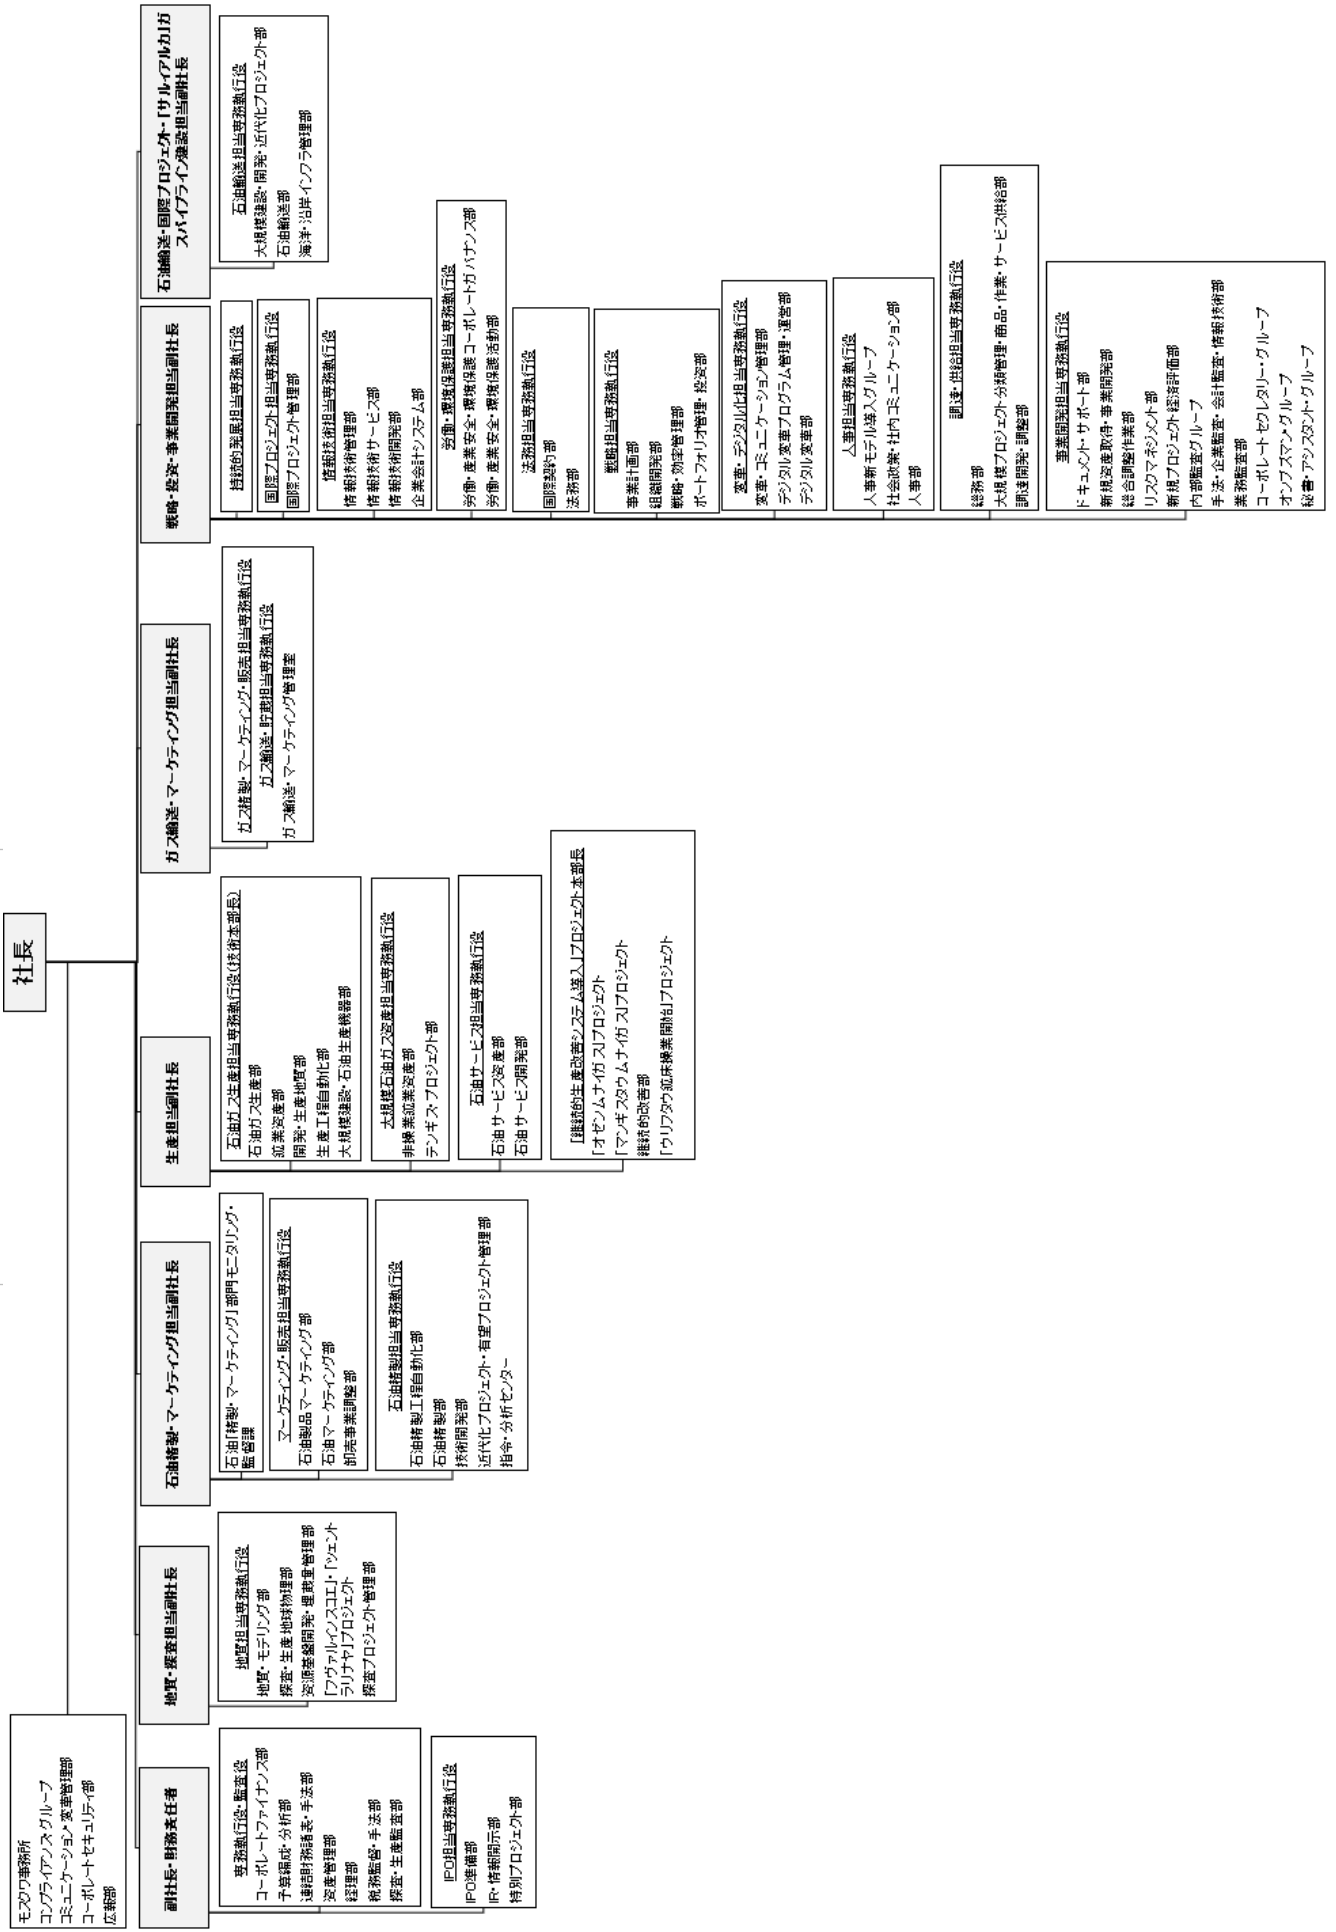 社長
モスクワ事務所
コンプライアンス・グループ
コミュニケーション・変革管理部
コーポレートセキュリティ部
広報部
副社長・財務責任者
専務執行役・監査役
コーポレートファイナンス部
予算編成・分析部
連結財務諸表・手法部
資産管理部
経理部
税務監督・手法部
探査・生産監査部
IPO担当専務執行役
IPO準備部
IR・情報開示部
特別プロジェクト部
地質・探査担当副社長
地質担当専務執行役
地質・モデリング部
探査・生産地球物理部
資源基盤開発・埋蔵量管理部
「フヴァルィンスコエ」・「ツェント
ラリナヤ」プロジェクト
探査プロジェクト管理部
石油精製・マーケティング担当副社長
石油「精製・マーケティング」部門モニタリング・
監督課
マーケティング・販売担当専務執行役
石油製品マーケティング部
石油マーケティング部
卸売事業調整部
石油精製担当専務執行役
石油精製工程自動化部
石油精製部
技術開発部
近代化プロジェクト・有望プロジェクト管理部
指令・分析センター
生産担当副社長
石油ガス生産担当専務執行役(技術本部長)
石油ガス生産部
鉱業資産部
開発・生産地質部
生産工程自動化部
大規模建設・石油生産機器部
大規模石油ガス資産担当専務執行役
非操業鉱業資産部
テンギス・プロジェクト部
石油サービス担当専務執行役
石油サービス資産部
石油サービス開発部
「継続的生産改善システム導入」プロジェクト本部長
「オゼンムナイガス」プロジェクト
「マンギスタウムナイガス」プロジェクト
継続的改善部
「ウリフタウ鉱床操業開始」プロジェクト
ガス輸送・マーケティング担当副社長
ガス精製・マーケティング・販売担当専務執行役
ガス輸送・貯蔵担当専務執行役
ガス輸送・マーケティング管理室
戦略・投資・事業開発担当副社長
持続的発展担当専務執行役
国際プロジェクト担当専務執行役
国際プロジェクト管理部
情報技術担当専務執行役
情報技術管理部
情報技術サービス部
情報技術開発部
企業会計システム部
労働・環境保護担当専務執行役
労働・産業安全・環境保護コーポレートガバナンス部
労働・産業安全・環境保護活動部
法務担当専務執行役
国際契約部
法務部
戦略担当専務執行役
事業計画部
組織開発部
戦略・効率管理部
ポートフォリオ管理・投資部
変革・デジタル化担当専務執行役
変革・コミュニケーション管理部
デジタル変革プログラム管理・運営部
デジタル変革部
人事担当専務執行役
人事新モデル導入グループ
社会政策・社内コミュニケーション部
人事部
調達・供給担当専務執行役
総務部
大規模プロジェクト分類管理・商品・作業・サービス供給部
調達開発・調整部
事業開発担当専務執行役
ドキュメント・サポート部
新規資産取得・事業開発部
総合調整作業部
リスクマネジメント部
新規プロジェクト経済評価部
内部監査グループ
手法・企業監査・会計監査・情報技術部
業務監査部
コーポレートセクレタリー・グループ
オンブズマン・グループ
秘書・アシスタント・グループ
石油輸送・国際プロジェクト・「サルィアルカ」ガ
スパイプライン建設担当副社長
石油輸送担当専務執行役
大規模建設・開発・近代化プロジェクト部
石油輸送部
海洋・沿岸インフラ管理部